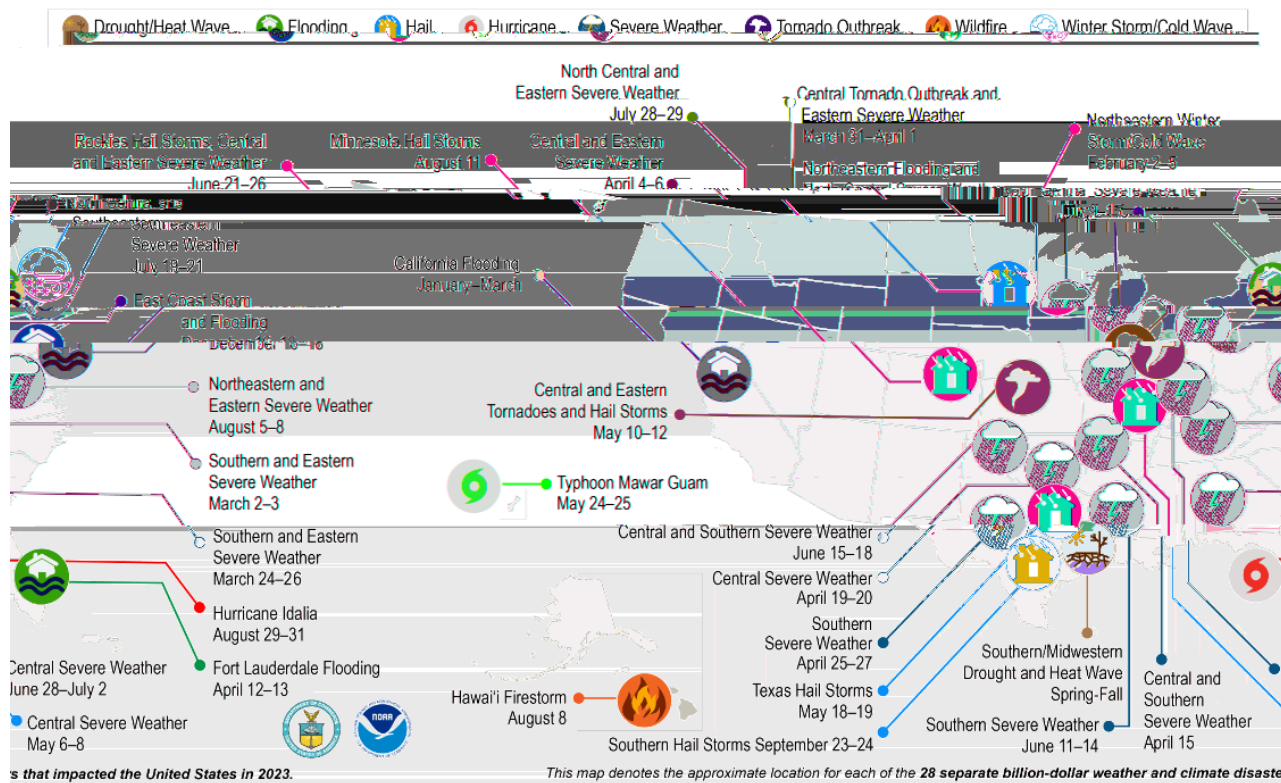 Drought/Heat Wave Flooding Hail Hurricane Severe Weather Tornado Outbreak Wildfire Winter Storm/Cold Wave
North Central and
Eastern Severe Weather
July 28–29
Central Tornado Outbreak and
Eastern Severe Weather
March 31–April 1
Rockies Hail Storms, Central
and Eastern Severe Weather
June 21–26
Minnesota Hail Storms
August 11
Central and Eastern
Severe Weather
April 4–6
Northeastern Winter
Storm/Cold Wave
February 2–5
Northeastern Flooding and
Severe Weather
July 19–21
California Flooding
January–March
East Coast Storm
and Flooding
Northeastern and
Eastern Severe Weather
August 5–8
Central and Eastern
Tornadoes and Hail Storms
May 10–12
Southern and Eastern
Severe Weather
March 2–3
Typhoon Mawar Guam
May 24–25
Southern and Eastern
Severe Weather
March 24–26
Central and Southern Severe Weather
June 15–18
Central Severe Weather
April 19–20
Hurricane Idalia
August 29–31
Southern
Severe Weather
April 25–27
Central Severe Weather
June 28–July 2
Fort Lauderdale Flooding
April 12–13
Southern/Midwestern
Drought and Heat Wave
Spring-Fall
Central and
Southern
Severe Weather
April 15
Hawai'i Firestorm
August 8
Texas Hail Storms
May 18–19
Central Severe Weather
May 6–8
NOAA
Southern Hail Storms September 23–24
Southern Severe Weather
June 11–14
that impacted the United States in 2023.
This map denotes the approximate location for each of the 28 separate billion-dollar weather and climate